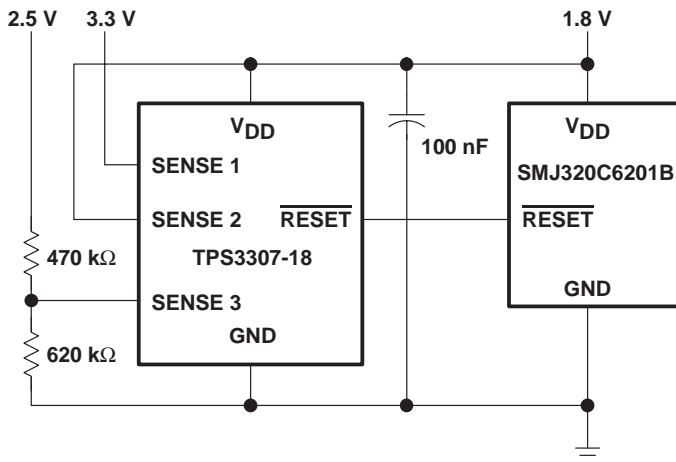 2.5 V 3.3 V 1.8 V
VDD VDD
100 nF
SENSE 1 SMJ320C6201B
SENSE 2 RESET RESET
470 kΩ TPS3307-18
SENSE 3 GND
GND
620 kΩ